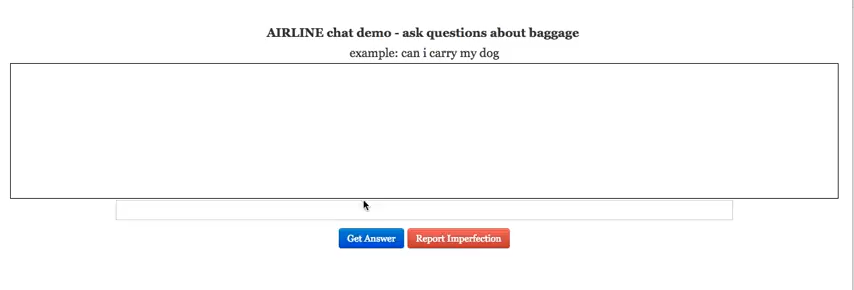 AIRLINE chat demo - ask questions about baggage
example: can i carry my dog
Get Answer Report Imperfection